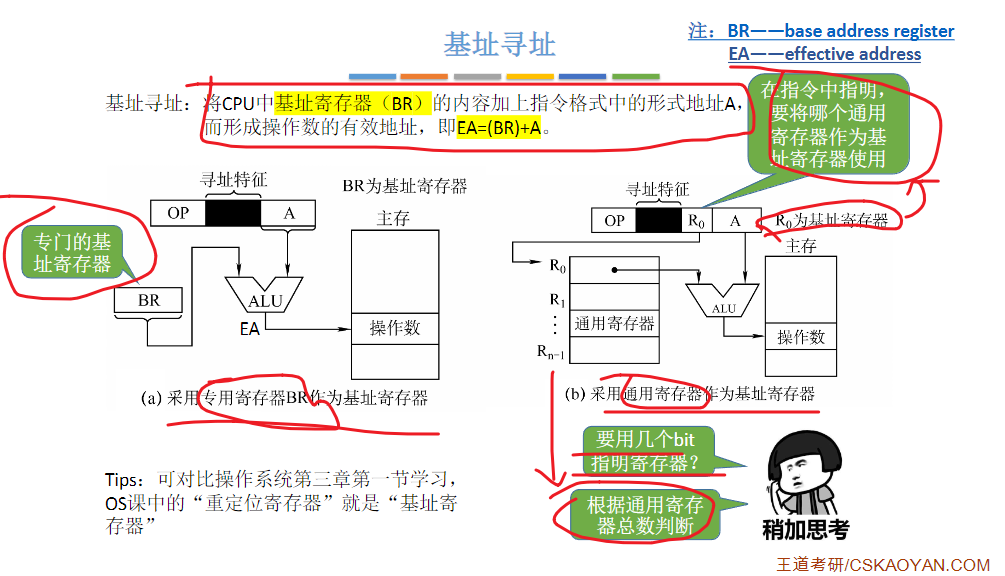 基址寻址
注：BR——base address register
EA——effective address
基址寻址：将CPU中基址寄存器（BR）的内容加上指令格式中的形式地址A，
而形成操作数的有效地址，即EA=(BR)+A。
在指令中指明，
要将哪个通用
寄存器作为基
址寄存器使用
寻址特征
BR为基址寄存器
OP
A
主存
专门的基
址寄存器
BR
ALU
EA
操作数
(a) 采用专用寄存器BR作为基址寄存器
寻址特征
OP
R0
A
R0为基址寄存器
主存
R0
R1
⋮
通用寄存器
Rn−1
ALU
操作数
(b) 采用通用寄存器作为基址寄存器
要用几个bit
指明寄存器？
根据通用寄存
器总数判断
稍加思考
Tips：可对比操作系统第三章第一节学习，
OS课中的“重定位寄存器”就是“基址寄
存器”
王道考研/CSKAOYAN.COM